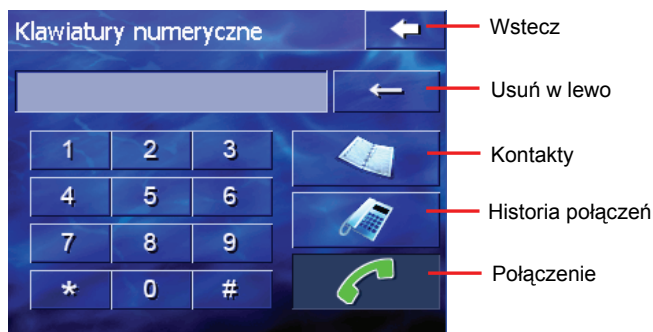 Klawiatury numeryczne
Wstecz
Usuń w lewo
1 2 3
Kontakty
4 5 6
Historia połączeń
7 8 9
Połączenie
* 0 #